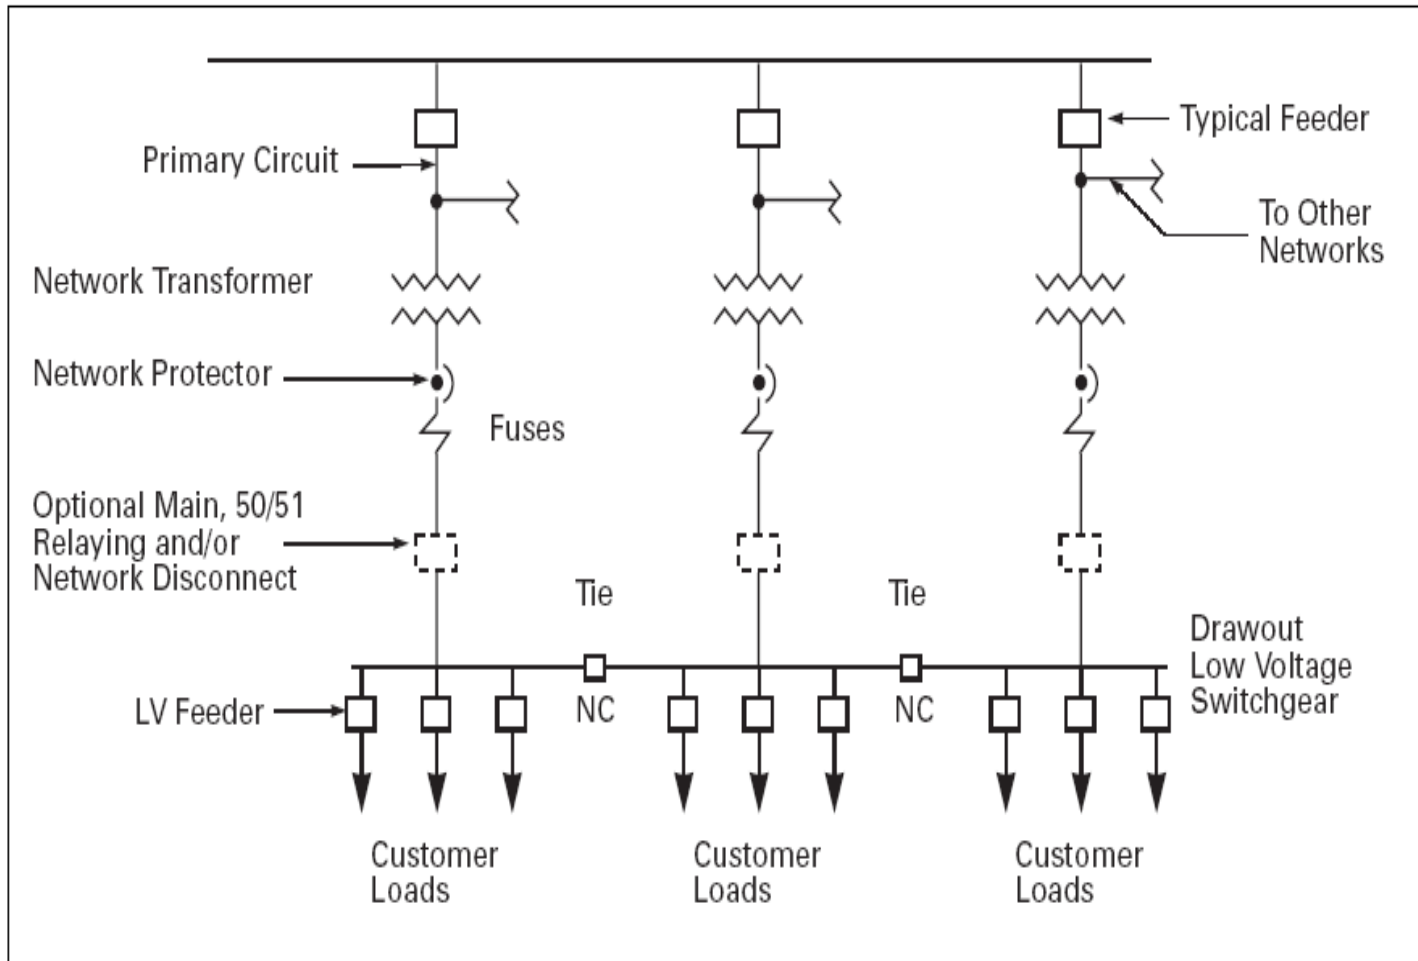 Typical Feeder
Primary Circuit
To Other
Networks
Network Transformer
Network Protector
Fuses
Optional Main, 50/51
Relaying and/or
Network Disconnect
Tie
Tie
Drawout
Low Voltage
Switchgear
LV Feeder
NC
NC
Customer
Loads
Customer
Loads
Customer
Loads